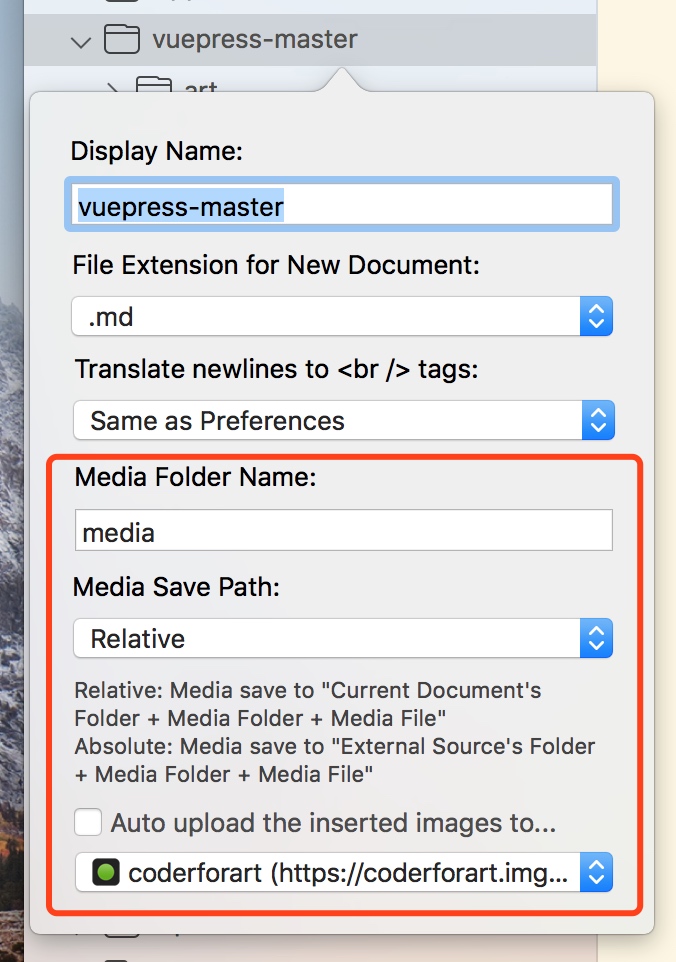 vuepress-master
art
Display Name:
vuepress-master
File Extension for New Document:
.md
Translate newlines to <br /> tags:
Same as Preferences
Media Folder Name:
media
Media Save Path:
Relative
Relative: Media save to "Current Document's
Folder + Media Folder + Media File"
Absolute: Media save to "External Source's Folder
+ Media Folder + Media File"
Auto upload the inserted images to...
coderforart (https://coderforart.img...